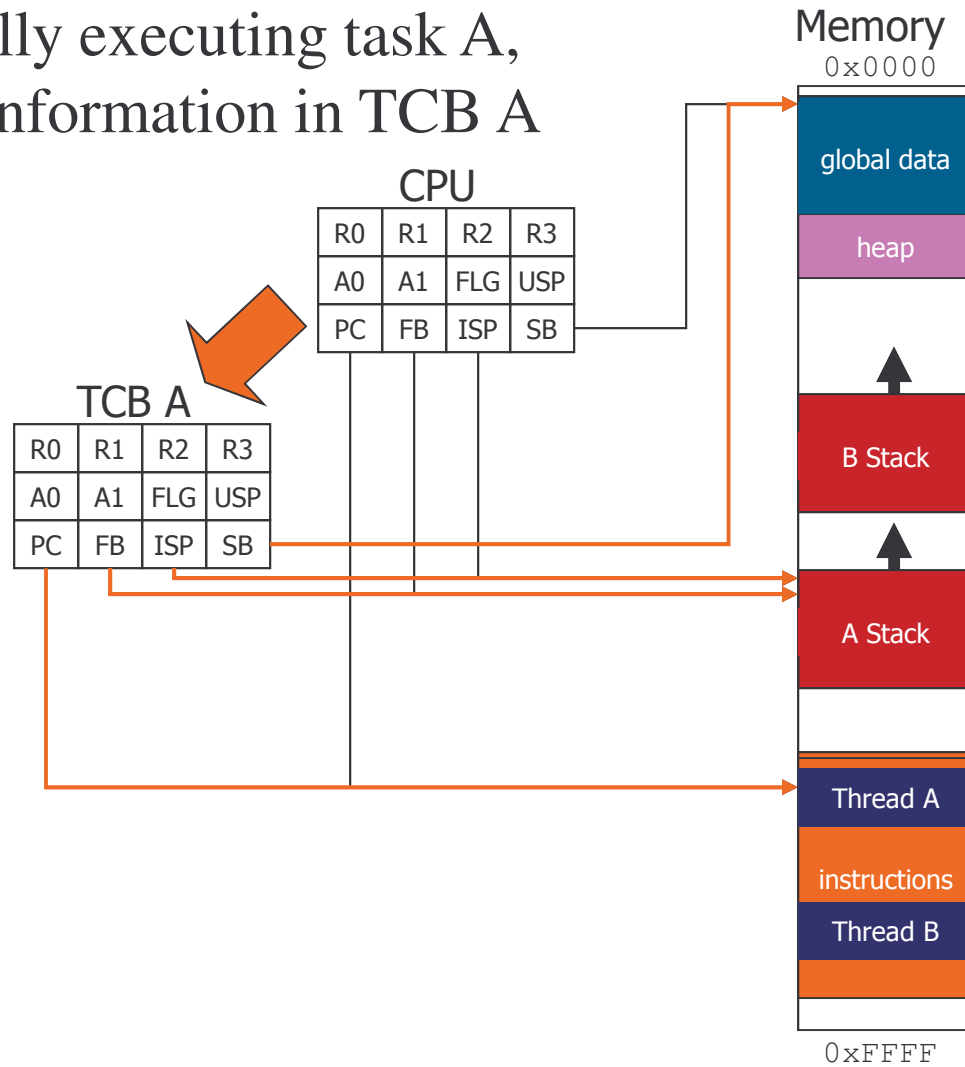 lly executing task A,
nformation in TCB A
CPU
R0 R1 R2 R3
A0 A1 FLG USP
PC FB ISP SB
TCB A
R0 R1 R2 R3
A0 A1 FLG USP
PC FB ISP SB
Memory
0x0000
global data
heap
B Stack
A Stack
Thread A
instructions
Thread B
0xFFFF